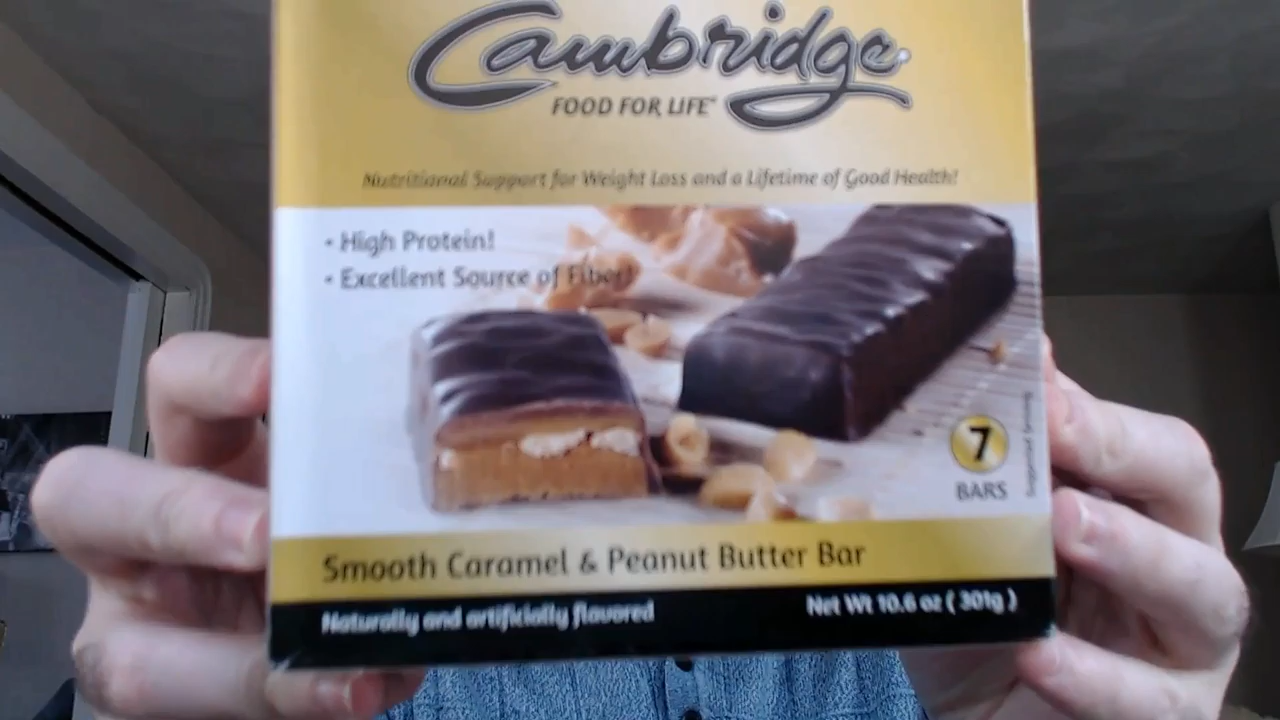 Cambridge
FOOD FOR LIFE™
Nutritional Support for Weight Loss and a Lifetime of Good Health!
• High Protein!
• Excellent Source of Fiber!
7
BARS
Smooth Caramel & Peanut Butter Bar
Naturally and artificially flavored
Net Wt 10.6 oz ( 301g )